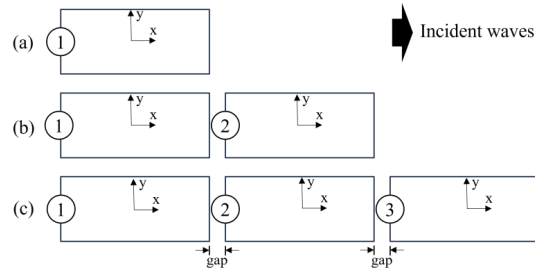 (a) 1 y x Incident waves
(b) 1 y x 2 y x
(c) 1 y x 2 y x 3 y x
gap gap